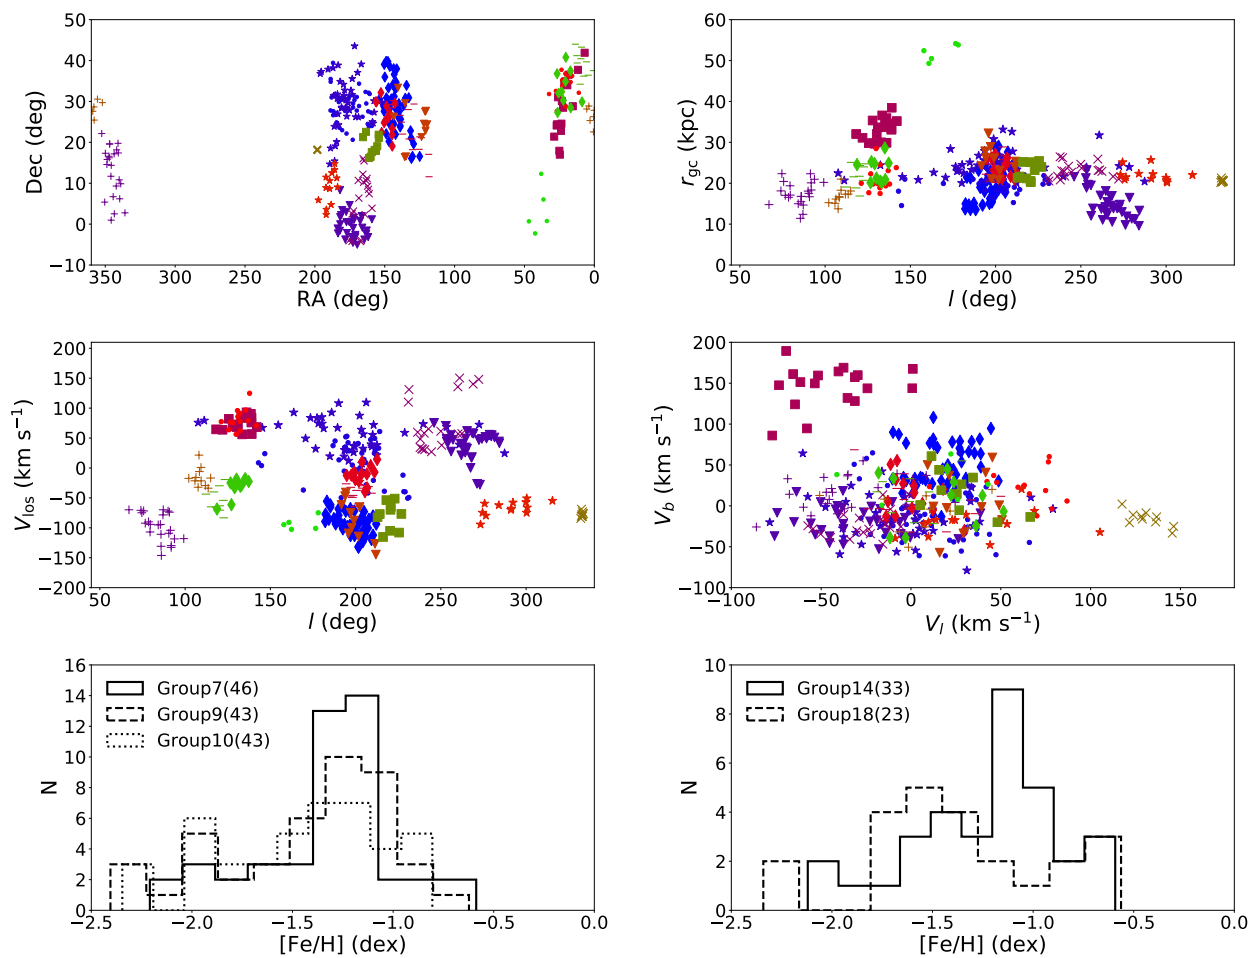 50
40
30
20
10
0
−10
Dec (deg)
350 300 250 200 150 100 50 0
RA (deg)
60
50
40
30
20
10
0
r_gc (kpc)
50 100 150 200 250 300
l (deg)
200
150
100
50
0
−50
−100
−150
−200
V_los (km s⁻¹)
50 100 150 200 250 300
l (deg)
200
150
100
50
0
−50
−100
V_b (km s⁻¹)
−100 −50 0 50 100 150
V_l (km s⁻¹)
16
14
12
10
8
6
4
2
0
N
Group7(46)
Group9(43)
Group10(43)
−2.5 −2.0 −1.5 −1.0 −0.5 0.0
[Fe/H] (dex)
10
8
6
4
2
0
N
Group14(33)
Group18(23)
−2.5 −2.0 −1.5 −1.0 −0.5 0.0
[Fe/H] (dex)